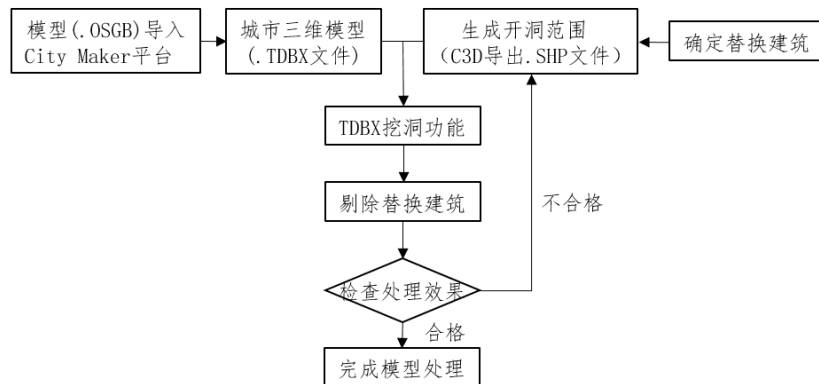 模型(.OSGB)导入
City Maker平台
城市三维模型
(.TDBX文件)
生成开洞范围
（C3D导出.SHP文件）
确定替换建筑
TDBX挖洞功能
剔除替换建筑
不合格
检查处理效果
合格
完成模型处理